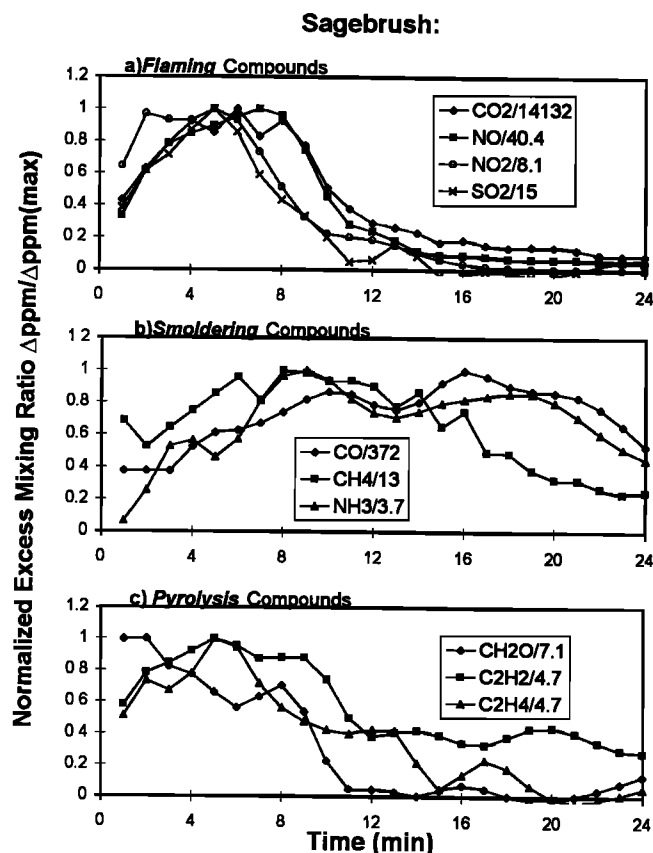 Sagebrush:
a)Flaming Compounds
1.2
1
0.8
0.6
0.4
0.2
0
CO2/14132
NO/40.4
NO2/8.1
SO2/15
0 4 8 12 16 20 24
b)Smoldering Compounds
1 2
1
0.8
0.6
0.4
0.2
0
CO/372
CH4/13
NH3/3.7
0 4 8 12 16 20 24
c) Pyrolysis Compounds
1.2
1
0.8
0.6
0.4
0.2
0
CH2O/7.1
C2H2/4.7
C2H4/4.7
0 4 8 12 16 20 24
Time (min)
Normalized Excess Mixing Ratio Δppm/Δppm(max)